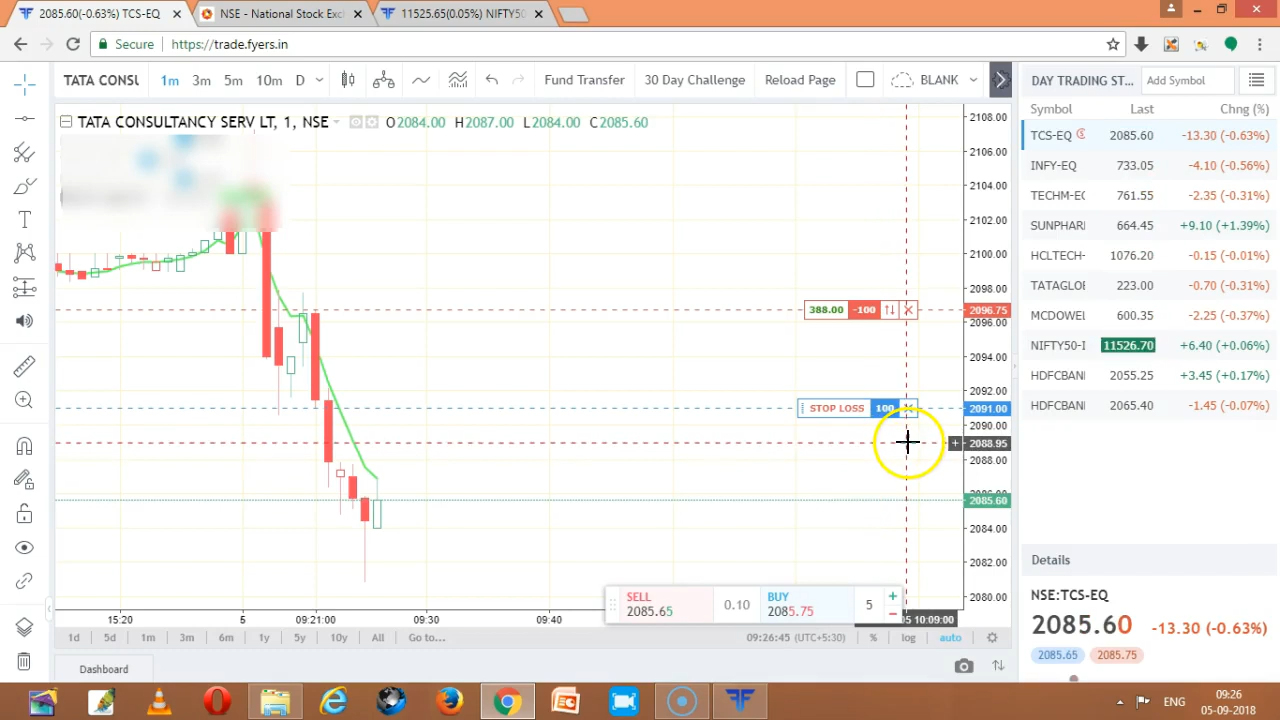 2085.60(-0.63%) TCS-EQ
NSE - National Stock Exc
11525.65(0.05%) NIFTY50
Secure https://trade.fyers.in
TATA CONSU 1m 3m 5m 10m D Fund Transfer 30 Day Challenge Reload Page BLANK
TATA CONSULTANCY SERV LT, 1, NSE O2084.00 H2087.00 L2084.00 C2085.60
2108.00
2106.00
2104.00
2102.00
2100.00
2098.00
388.00 -100 2096.75
2096.00
2094.00
2092.00
STOP LOSS 100 2091.00
2090.00
2088.95
2088.00
2085.60
2084.00
2082.00
2080.00
SELL
2085.65
0.10
BUY
2085.75
5
15:20 5 09:21:00 09:30 09:40 05 10:09:00
1d 5d 1m 3m 6m 1y 5y 10y All Go to... 09:26:45 (UTC+5:30) % log auto
Dashboard
DAY TRADING ST... Add Symbol
Symbol Last Chng (%)
TCS-EQ 2085.60 -13.30 (-0.63%)
INFY-EQ 733.05 -4.10 (-0.56%)
TECHM-EQ 761.55 -2.35 (-0.31%)
SUNPHAR 664.45 +9.10 (+1.39%)
HCLTECH- 1076.20 -0.15 (-0.01%)
TATAGLOB 223.00 -0.70 (-0.31%)
MCDOWEL 600.35 -2.25 (-0.37%)
NIFTY50-I 11526.70 +6.40 (+0.06%)
HDFCBAN 2055.25 +3.45 (+0.17%)
HDFCBAN 2065.40 -1.45 (-0.07%)
Details
NSE:TCS-EQ
2085.60 -13.30 (-0.63%)
2085.65 2085.75
ENG
09:26
05-09-2018